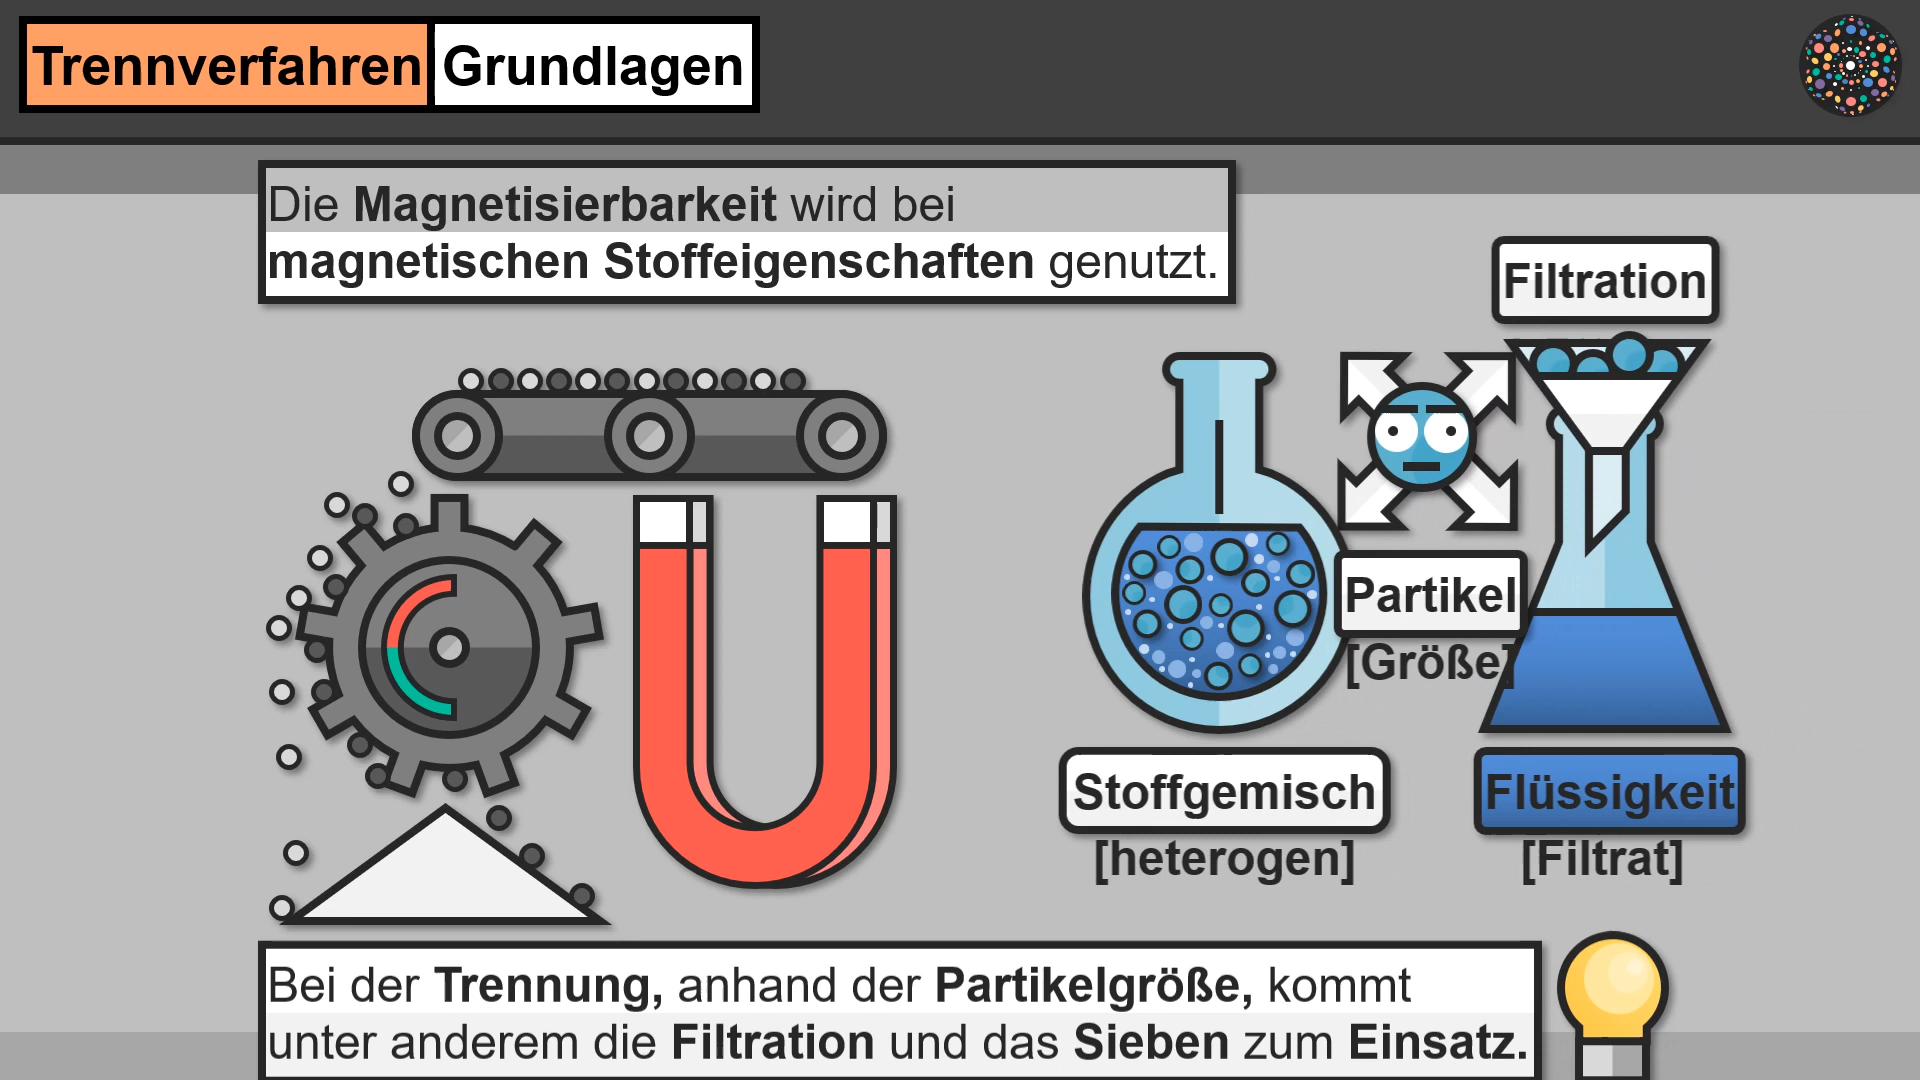 Trennverfahren Grundlagen
Die Magnetisierbarkeit wird bei
magnetischen Stoffeigenschaften genutzt.
Filtration
Partikel
[Größe]
Stoffgemisch
[heterogen]
Flüssigkeit
[Filtrat]
Bei der Trennung, anhand der Partikelgröße, kommt
unter anderem die Filtration und das Sieben zum Einsatz.